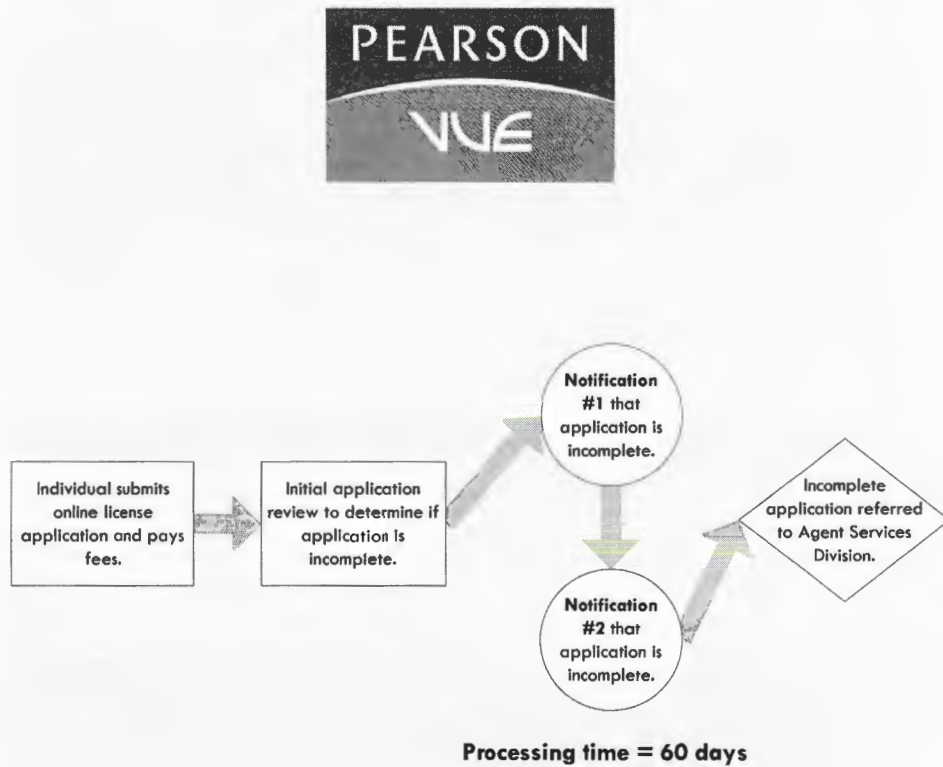 PEARSON
VUE
Individual submits
online license
application and pays
fees.
Initial application
review to determine if
application is
incomplete.
Notification
#1 that
application is
incomplete.
Notification
#2 that
application is
incomplete.
Incomplete
application referred
to Agent Services
Division.
Processing time = 60 days